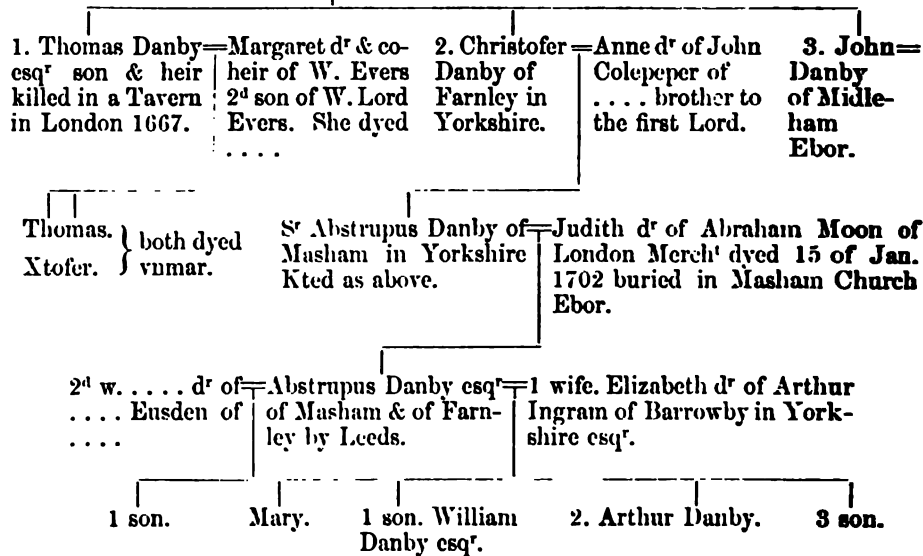 1. Thomas Danby=
esqʳ son & heir
killed in a Tavern
in London 1667.
Margaret dʳ & co-
heir of W. Evers
2ᵈ son of W. Lord
Evers. She dyed
. . . .
2. Christofer
Danby of
Farnley in
Yorkshire.
=Anne dʳ of John
Colepeper of
. . . . brother to
the first Lord.
3. John=
Danby
of Midle-
ham
Ebor.
Thomas.
Xtofer.
} both dyed
vnmar.
Sʳ Abstrupus Danby of=
Masham in Yorkshire
Kted as above.
Judith dʳ of Abraham Moon of
London Merchᵗ dyed 15 of Jan.
1702 buried in Masham Church
Ebor.
2ᵈ w. . . . . dʳ of=
. . . . Eusden of
. . . .
Abstrupus Danby esqʳ=
of Masham & of Farn-
ley by Leeds.
1 wife. Elizabeth dʳ of Arthur
Ingram of Barrowby in York-
shire esqʳ.
1 son.
Mary.
1 son. William
Danby esqʳ.
2. Arthur Danby.
3 son.